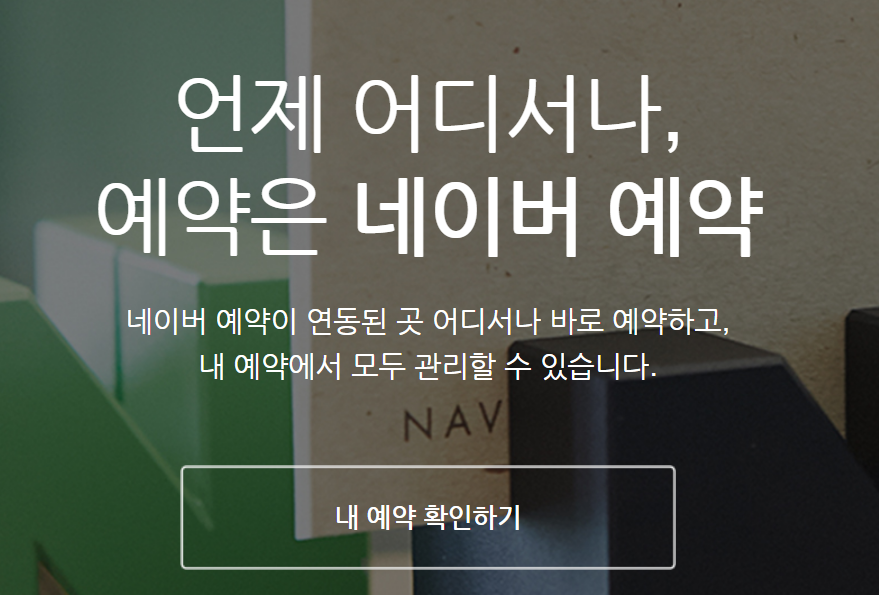 언제 어디서나,
예약은 네이버 예약
네이버 예약이 연동된 곳 어디서나 바로 예약하고,
내 예약에서 모두 관리할 수 있습니다.
NAV
내 예약 확인하기